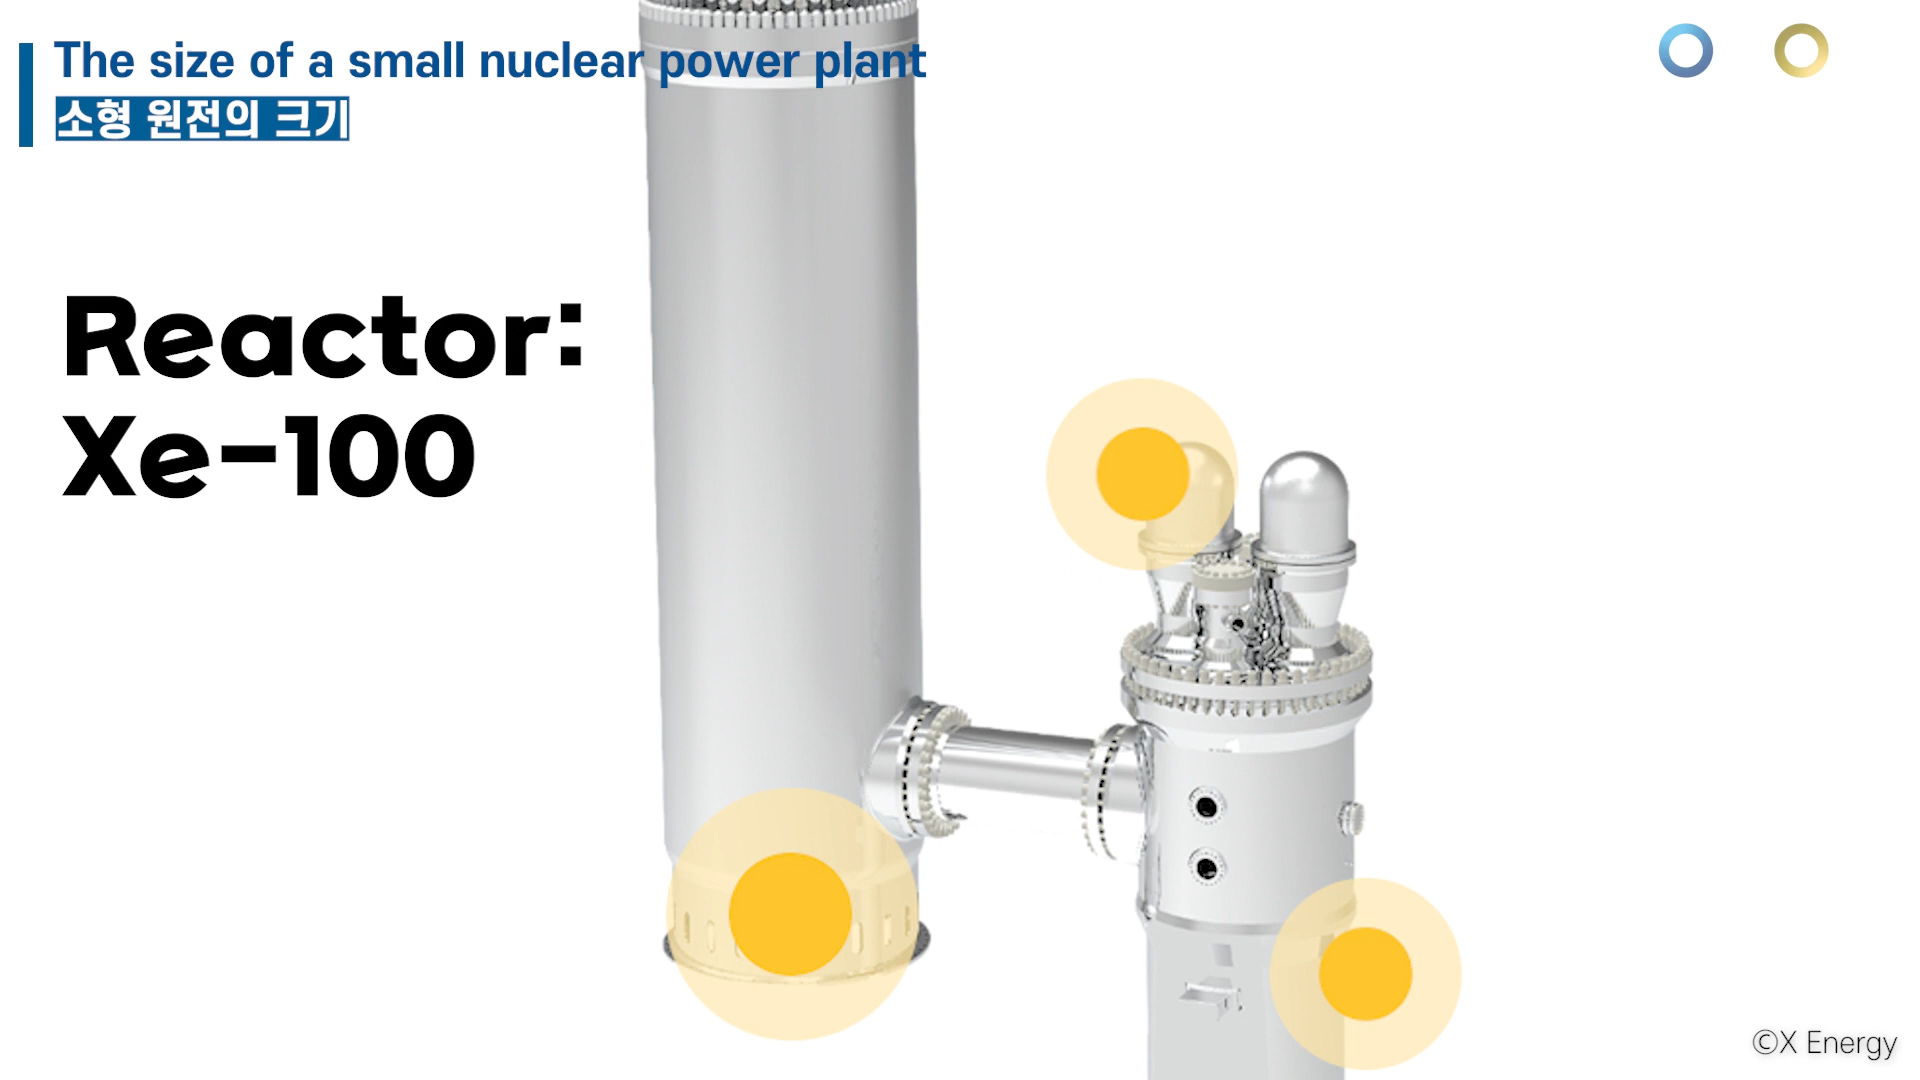 The size of a small nuclear power plant
소형 원전의 크기
Reactor:
Xe-100
©X Energy